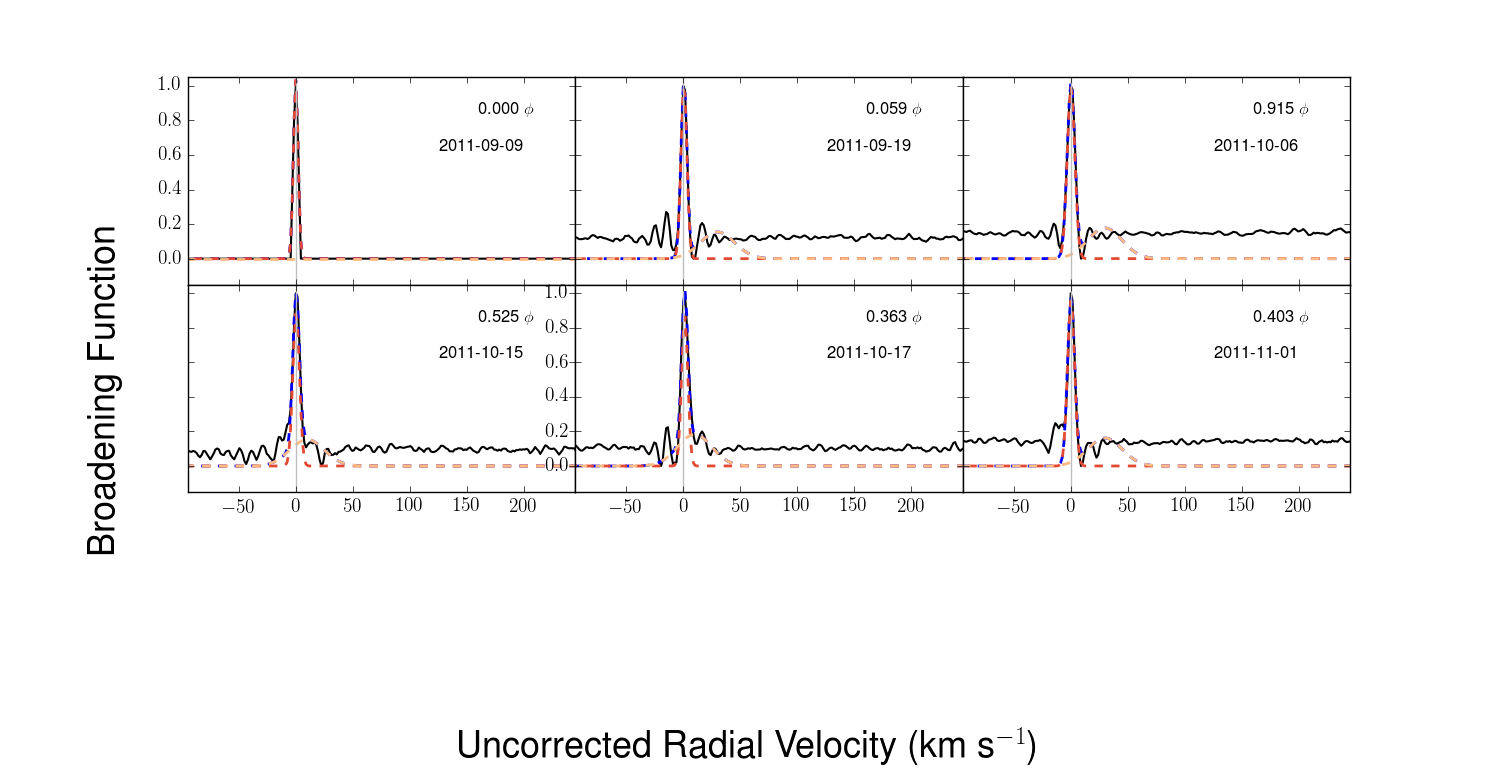 Broadening Function
1.0
0.8
0.6
0.4
0.2
0.0
0.000 ϕ
2011-09-09
0.059 ϕ
2011-09-19
0.915 ϕ
2011-10-06
0.525 ϕ
2011-10-15
1.0
0.8
0.6
0.4
0.2
0.0
0.363 ϕ
2011-10-17
0.403 ϕ
2011-11-01
−50 0 50 100 150 200
−50 0 50 100 150 200
−50 0 50 100 150 200
Uncorrected Radial Velocity (km s⁻¹)